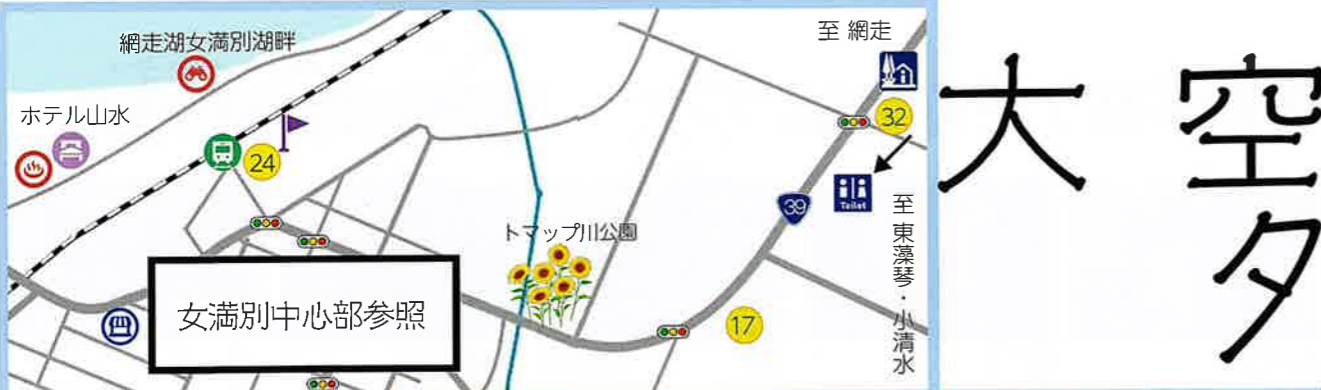 網走湖女満別湖畔
至 網走
ホテル山水
32
24
39
Toilet
至 東藻琴・小清水
トマップ川公園
女満別中心部参照
17
大
空
タ